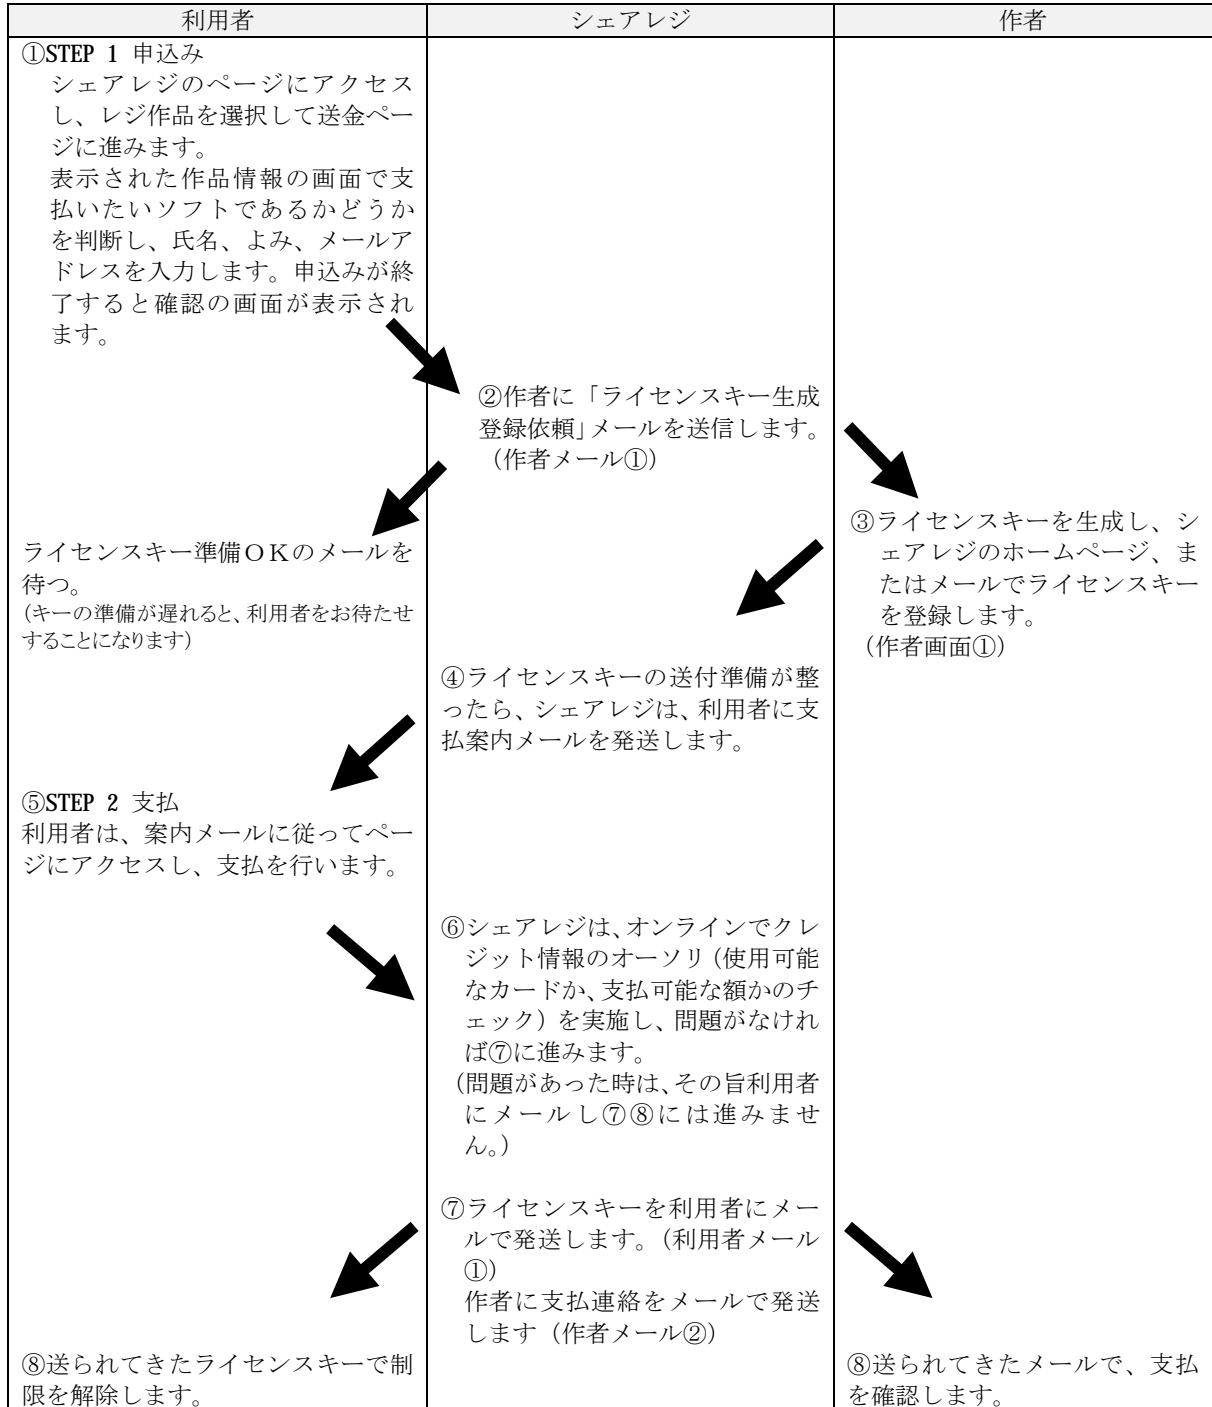 利用者
シェアレジ
作者
①STEP 1 申込み
シェアレジのページにアクセス
し、レジ作品を選択して送金ペー
ジに進みます。
表示された作品情報の画面で支
払いたいソフトであるかどうか
を判断し、氏名、よみ、メールア
ドレスを入力します。申込みが終
了すると確認の画面が表示され
ます。
②作者に「ライセンスキー生成
登録依頼」メールを送信します。
（作者メール①）
③ライセンスキーを生成し、シ
ェアレジのホームページ、ま
たはメールでライセンスキー
を登録します。
（作者画面①）
ライセンスキー準備ＯＫのメールを
待つ。
（キーの準備が遅れると、利用者をお待たせ
することになります）
④ライセンスキーの送付準備が整
ったら、シェアレジは、利用者に支
払案内メールを発送します。
⑤STEP 2 支払
利用者は、案内メールに従ってペー
ジにアクセスし、支払を行います。
⑥シェアレジは、オンラインでクレ
ジット情報のオーソリ（使用可能
なカードか、支払可能な額かのチ
ェック）を実施し、問題がなけれ
ば⑦に進みます。
（問題があった時は、その旨利用者
にメールし⑦⑧には進みませ
ん。）
⑦ライセンスキーを利用者にメー
ルで発送します。（利用者メール
①）
作者に支払連絡をメールで発送
します（作者メール②）
⑧送られてきたライセンスキーで制
限を解除します。
⑧送られてきたメールで、支払
を確認します。